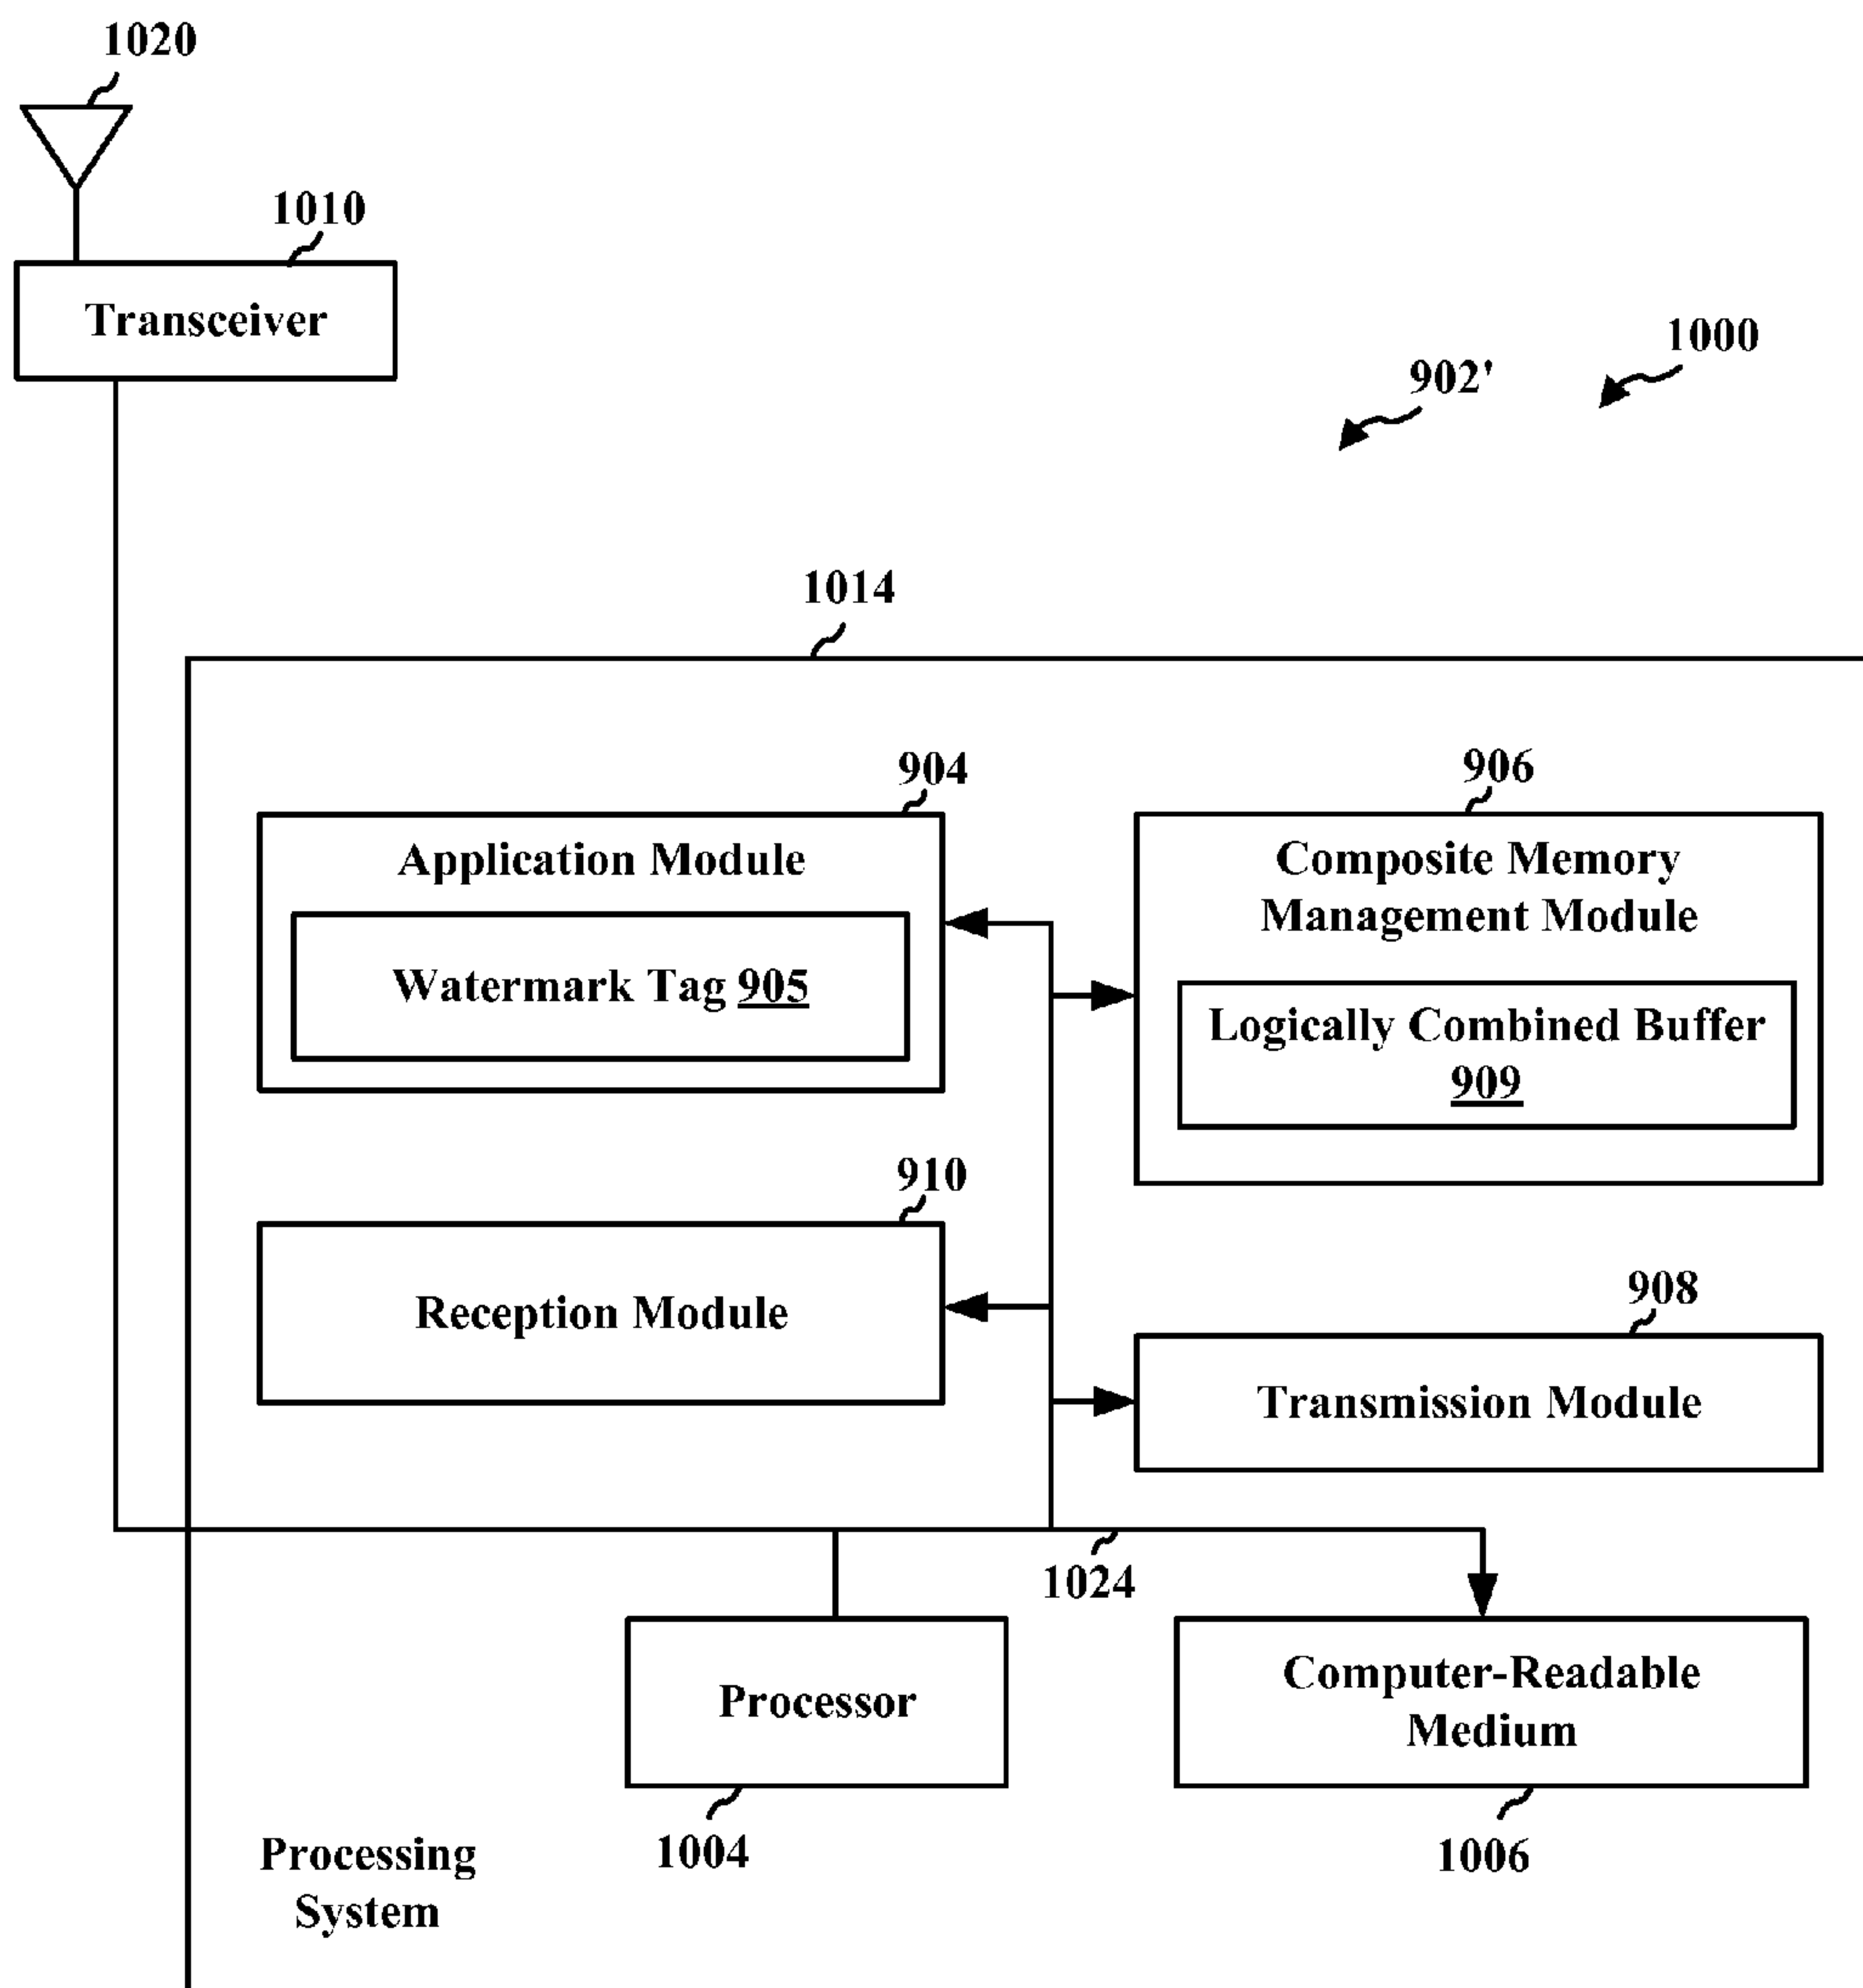 1020
1010
Transceiver
1000
902'
1014
904
906
Application Module
Composite Memory
Management Module
Watermark Tag 905
Logically Combined Buffer
909
910
Reception Module
908
Transmission Module
1024
Processor
Computer-Readable
Medium
1004
1006
Processing
System